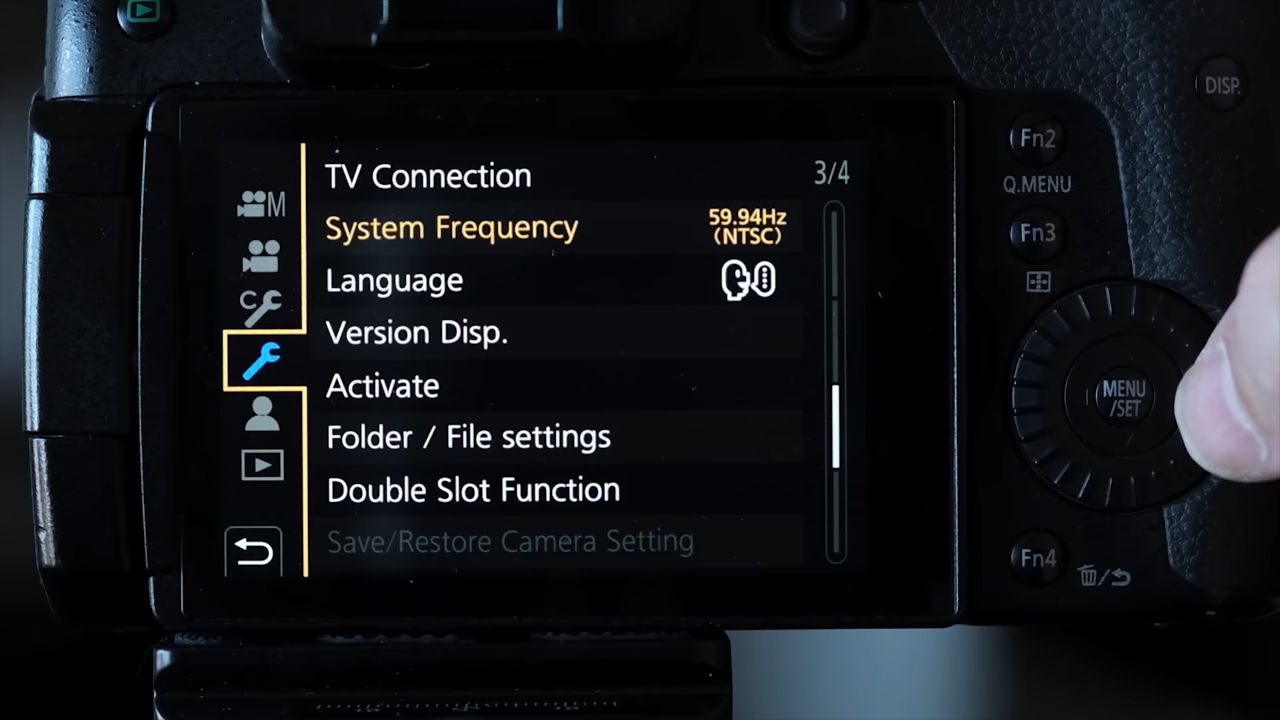 TV Connection
3/4
System Frequency
59.94Hz
(NTSC)
Language
Version Disp.
Activate
Folder / File settings
Double Slot Function
Save/Restore Camera Setting
M
C
DISP.
Fn2
Q.MENU
Fn3
MENU
/SET
Fn4